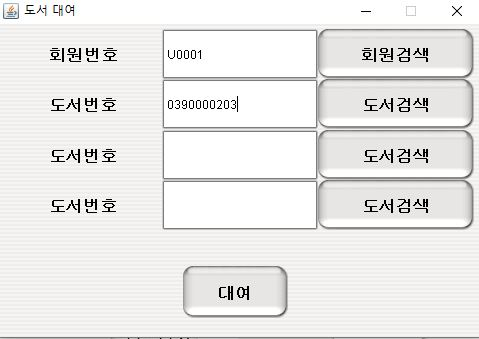 도서 대여
회원번호 U0001 회원검색
도서번호 0390000203 도서검색
도서번호 도서검색
도서번호 도서검색
대여